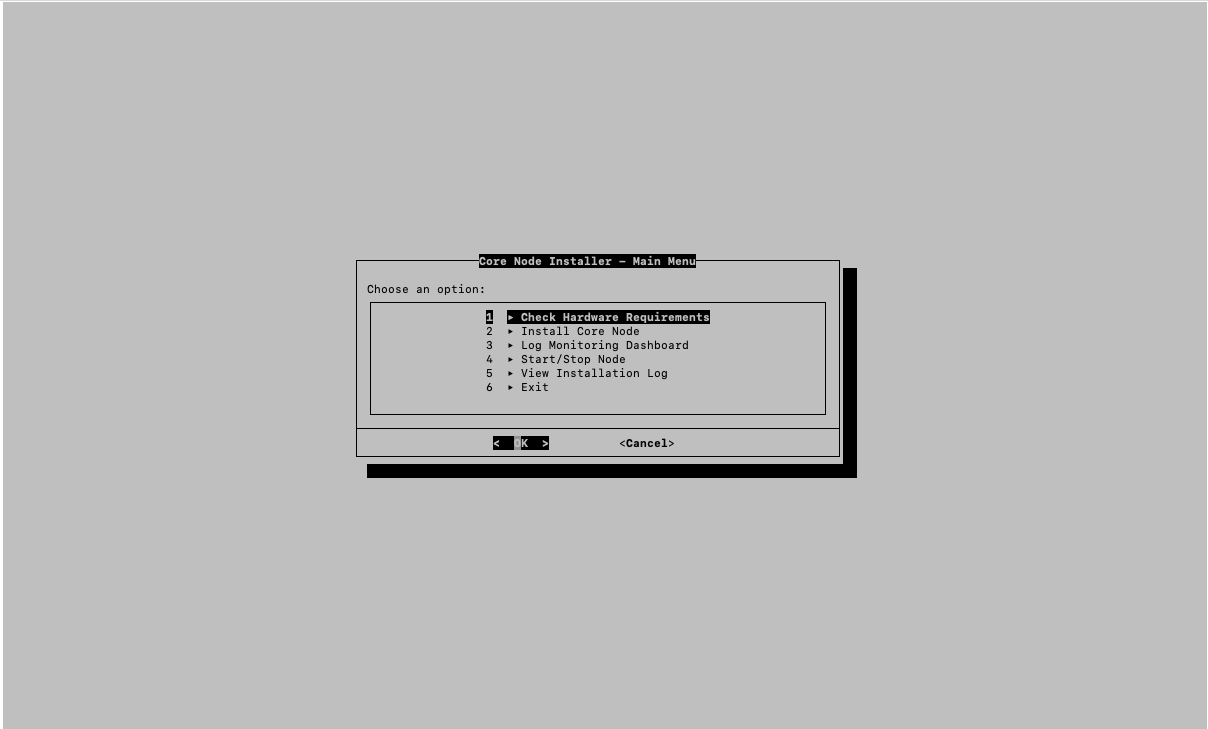 Core Node Installer – Main Menu
Choose an option:
1 ▸ Check Hardware Requirements
2 ▸ Install Core Node
3 ▸ Log Monitoring Dashboard
4 ▸ Start/Stop Node
5 ▸ View Installation Log
6 ▸ Exit
< OK > <Cancel>